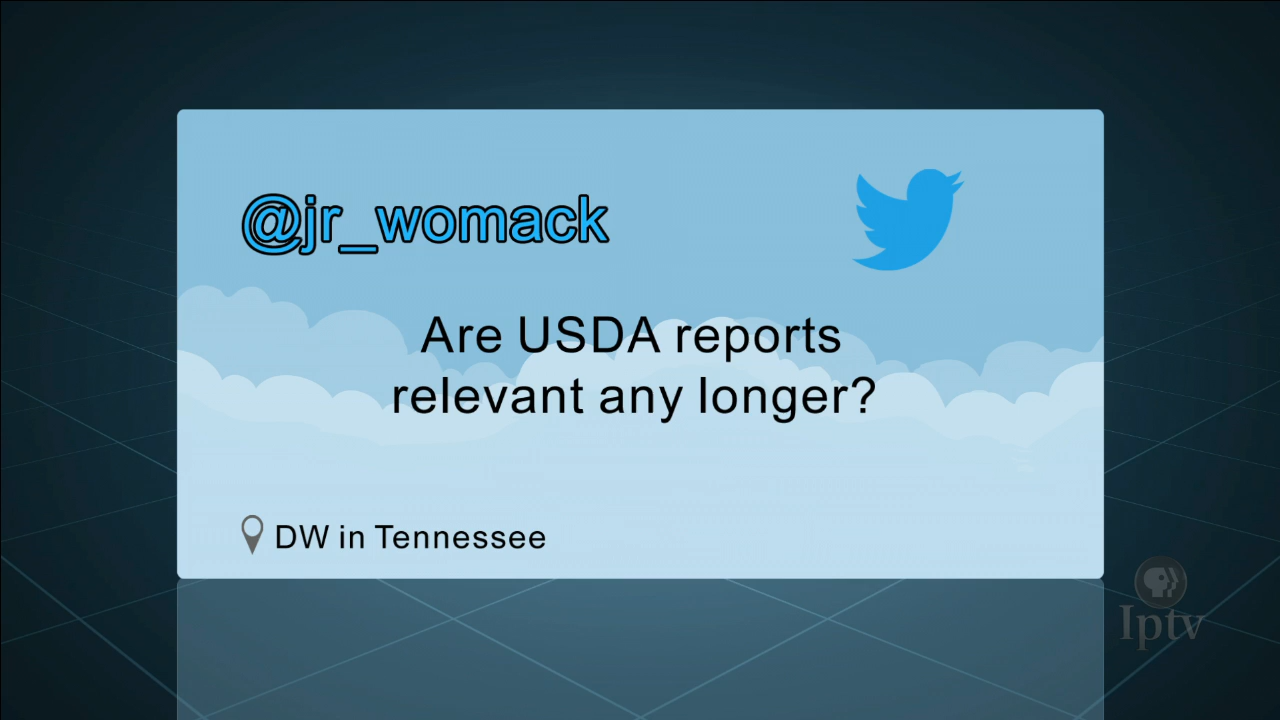 @jr_womack
Are USDA reports
relevant any longer?
DW in Tennessee
Iptv